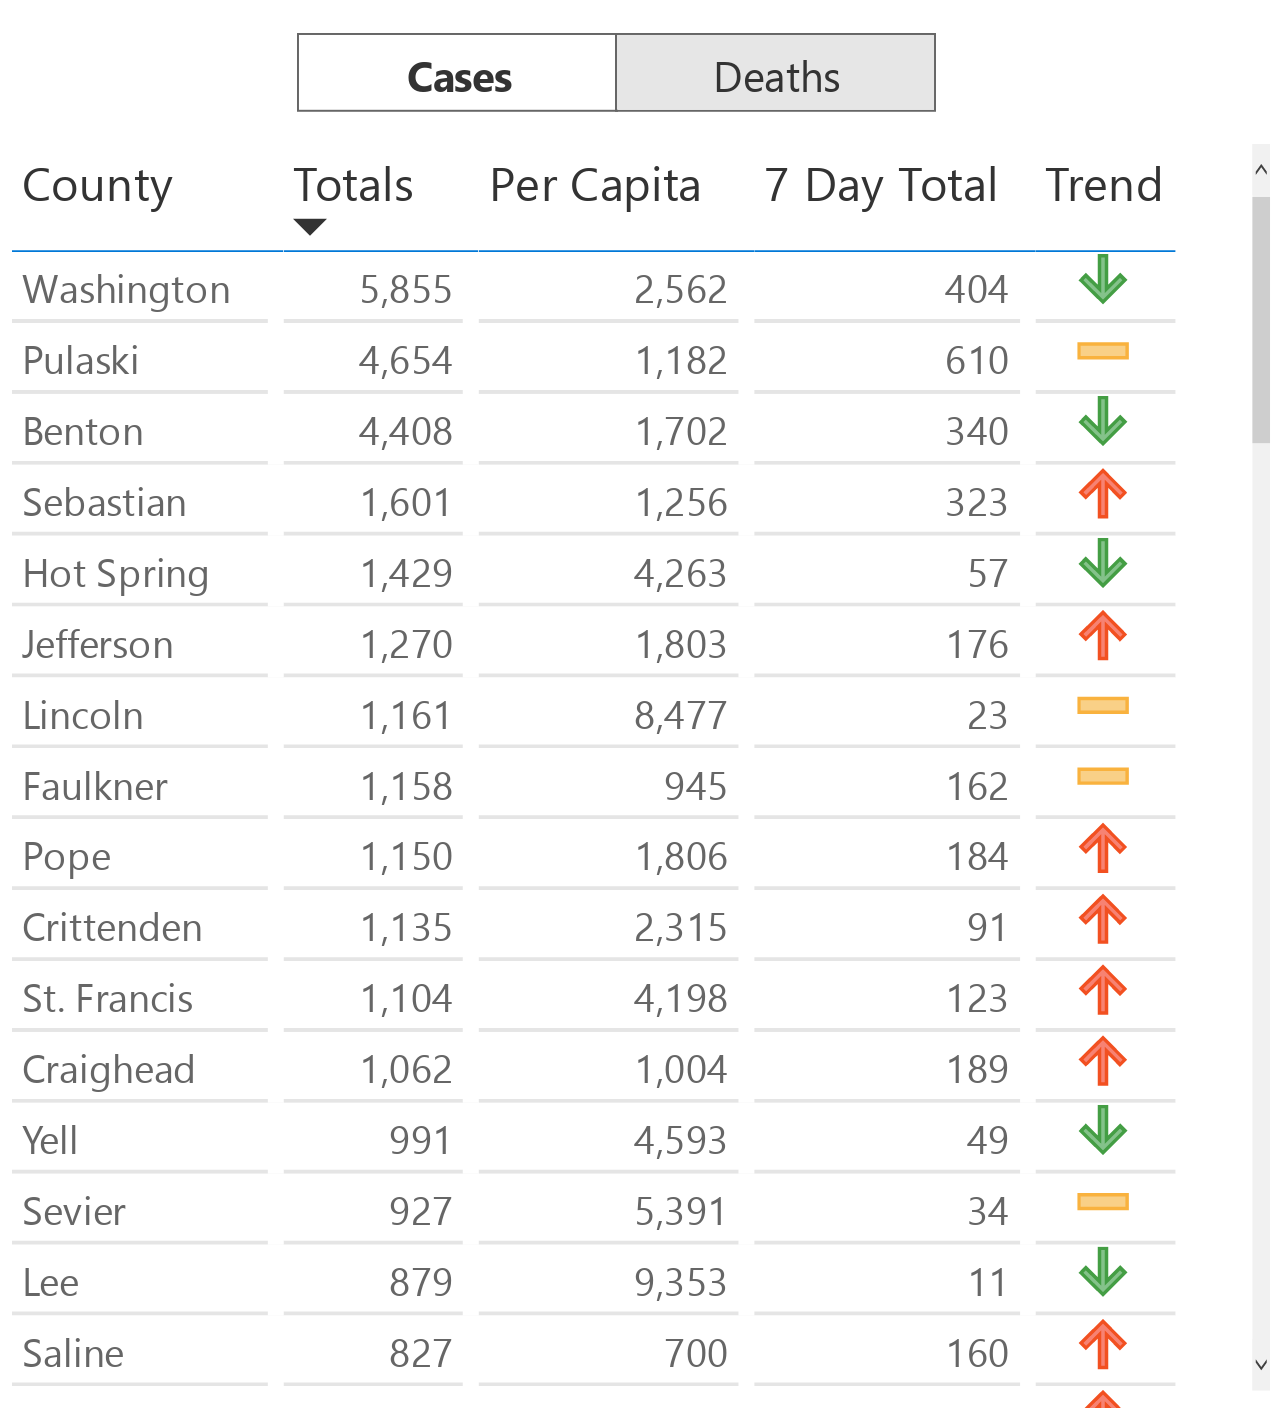 Cases Deaths
County Totals Per Capita 7 Day Total Trend
Washington 5,855 2,562 404
Pulaski 4,654 1,182 610
Benton 4,408 1,702 340
Sebastian 1,601 1,256 323
Hot Spring 1,429 4,263 57
Jefferson 1,270 1,803 176
Lincoln 1,161 8,477 23
Faulkner 1,158 945 162
Pope 1,150 1,806 184
Crittenden 1,135 2,315 91
St. Francis 1,104 4,198 123
Craighead 1,062 1,004 189
Yell 991 4,593 49
Sevier 927 5,391 34
Lee 879 9,353 11
Saline 827 700 160